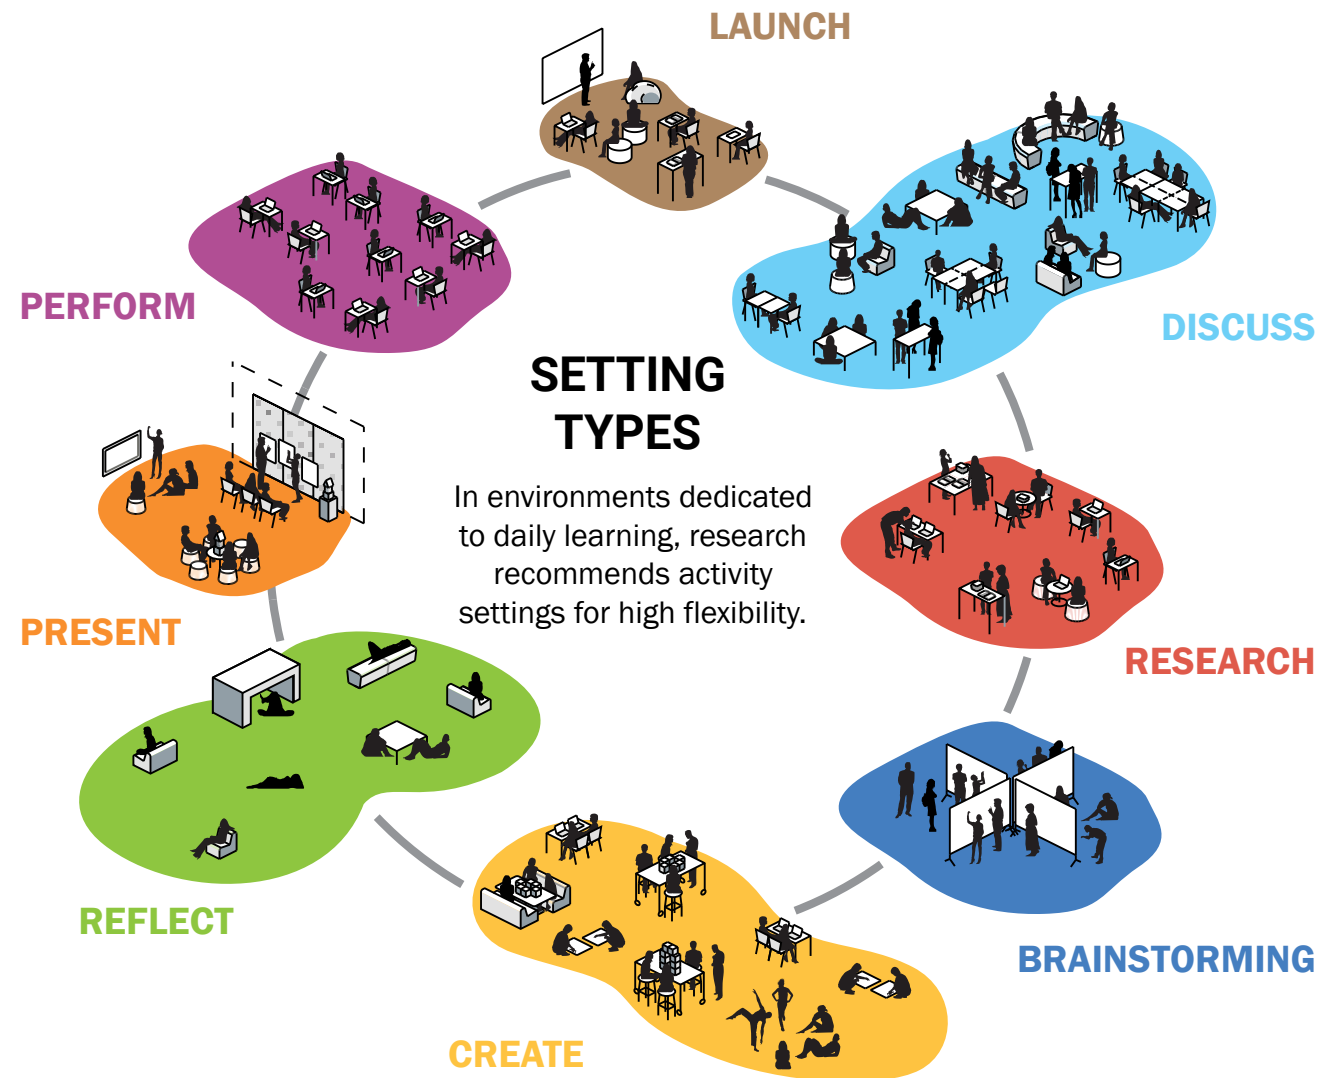 LAUNCH
DISCUSS
PERFORM
SETTING
TYPES
In environments dedicated
to daily learning, research
recommends activity
settings for high flexibility.
PRESENT
RESEARCH
REFLECT
BRAINSTORMING
CREATE